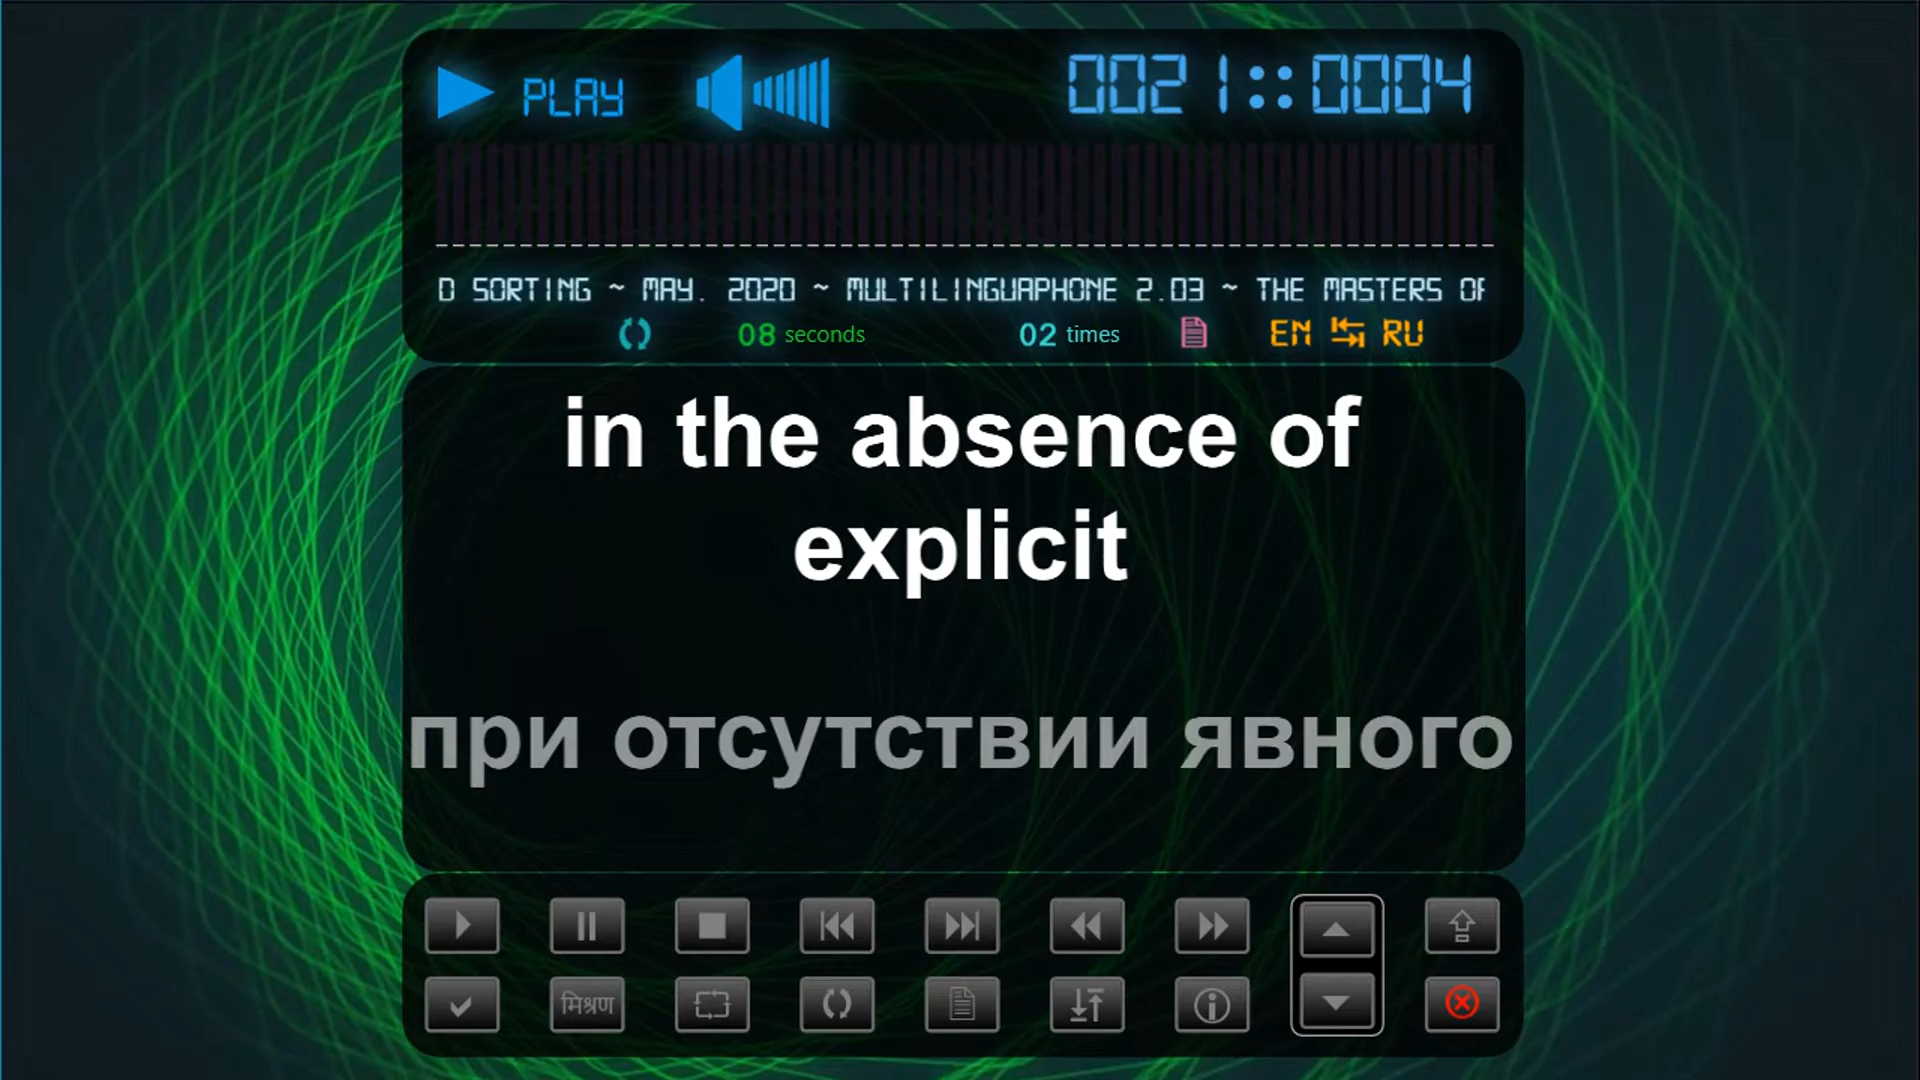 PLAY
0021::0004
D SORTING ~ MAY. 2020 ~ MULTILINGUAPHONE 2.03 ~ THE MASTERS OF
08 seconds 02 times EN RU
in the absence of
explicit
при отсутствии явного
मिश्रण